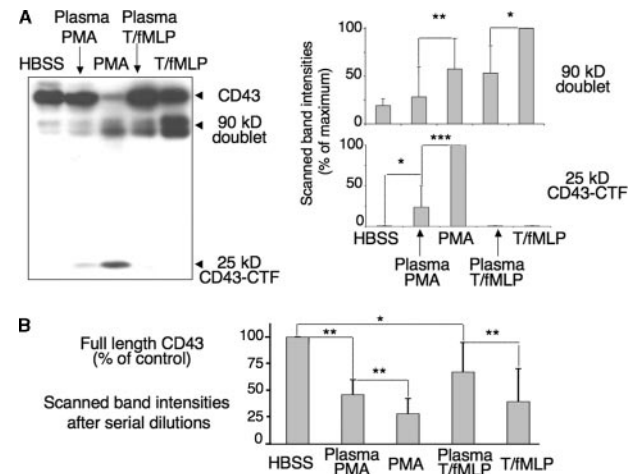 A
Plasma Plasma
PMA T/fMLP
HBSS PMA T/fMLP
CD43
90 kD
doublet
25 kD
CD43-CTF
Scanned band intensities
(% of maximum)
100
50
0
** *
90 kD
doublet
100
50
0
* ***
25 kD
CD43-CTF
HBSS PMA T/fMLP
Plasma Plasma
PMA T/fMLP
B
Full length CD43
(% of control)
Scanned band intensities
after serial dilutions
100
75
50
25
0
** ** * **
HBSS Plasma PMA PMA Plasma T/fMLP T/fMLP